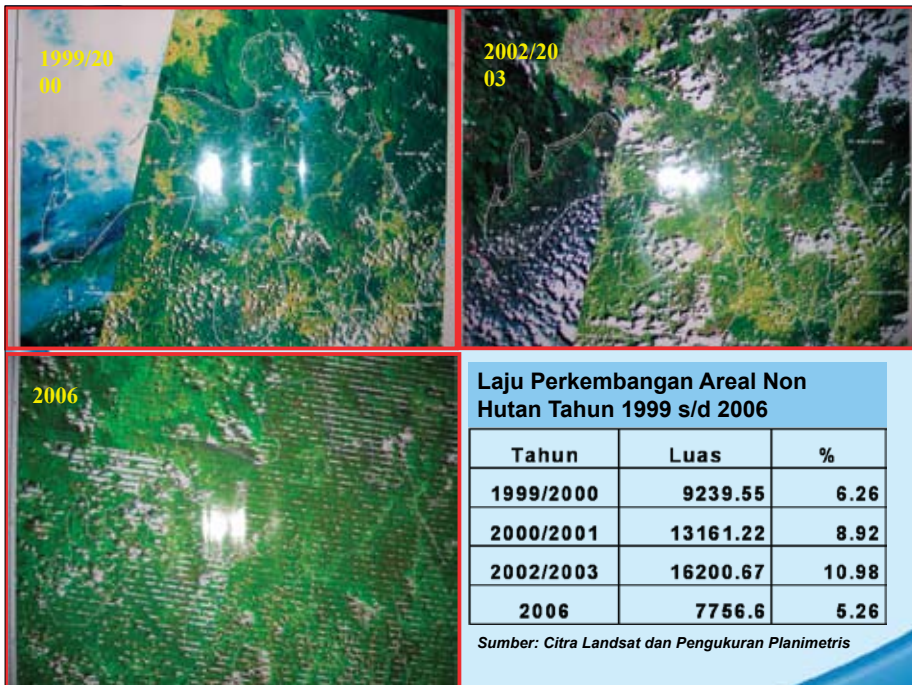 1999/20
00
2002/20
03
2006
Laju Perkembangan Areal Non
Hutan Tahun 1999 s/d 2006
Tahun Luas %
1999/2000 9239.55 6.26
2000/2001 13161.22 8.92
2002/2003 16200.67 10.98
2006 7756.6 5.26
Sumber: Citra Landsat dan Pengukuran Planimetris